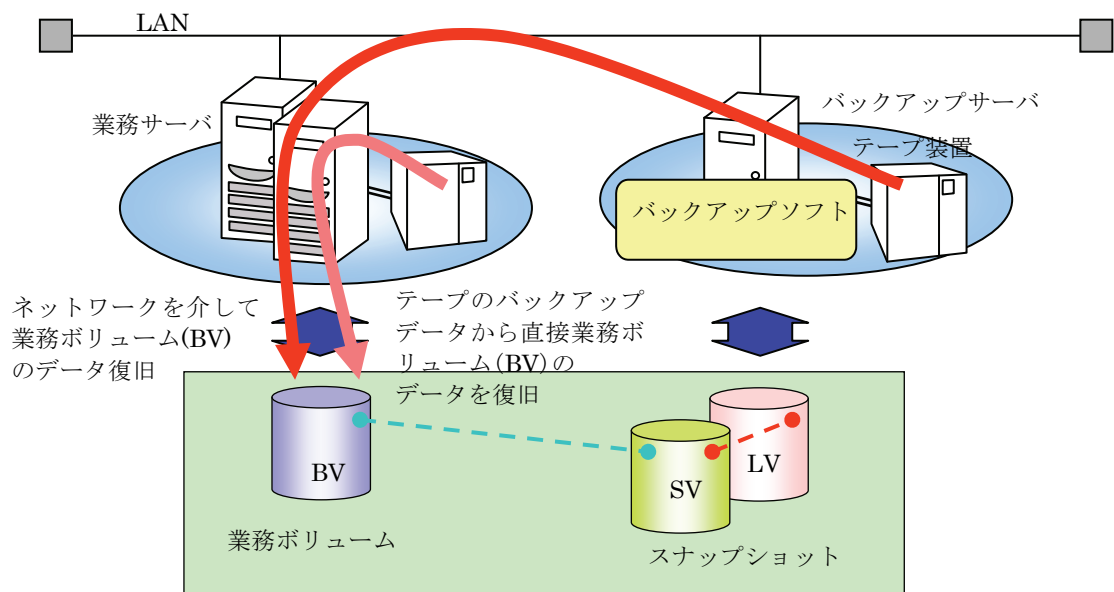 LAN
業務サーバ
バックアップサーバ
テープ装置
バックアップソフト
ネットワークを介して
業務ボリューム(BV)
のデータ復旧
テープのバックアップ
データから直接業務ボ
リューム(BV)の
データを復旧
BV
SV
LV
業務ボリューム
スナップショット